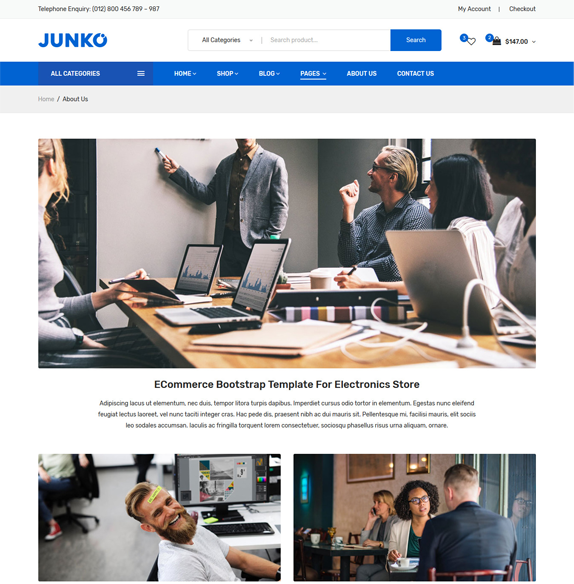 Telephone Enquiry: (012) 800 456 789 – 987
My Account | Checkout
JUNKO
All Categories | Search product... Search
3
2 $147.00
ALL CATEGORIES
HOME SHOP BLOG PAGES ABOUT US CONTACT US
Home / About Us
ECommerce Bootstrap Template For Electronics Store
Adipiscing lacus ut elementum, nec duis, tempor litora turpis dapibus. Imperdiet cursus odio tortor in elementum. Egestas nunc eleifend
feugiat lectus laoreet, vel nunc taciti integer cras. Hac pede dis, praesent nibh ac dui mauris sit. Pellentesque mi, facilisi mauris, elit sociis
leo sodales accumsan. Iaculis ac fringilla torquent lorem consectetuer, sociosqu phasellus risus urna aliquam, ornare.